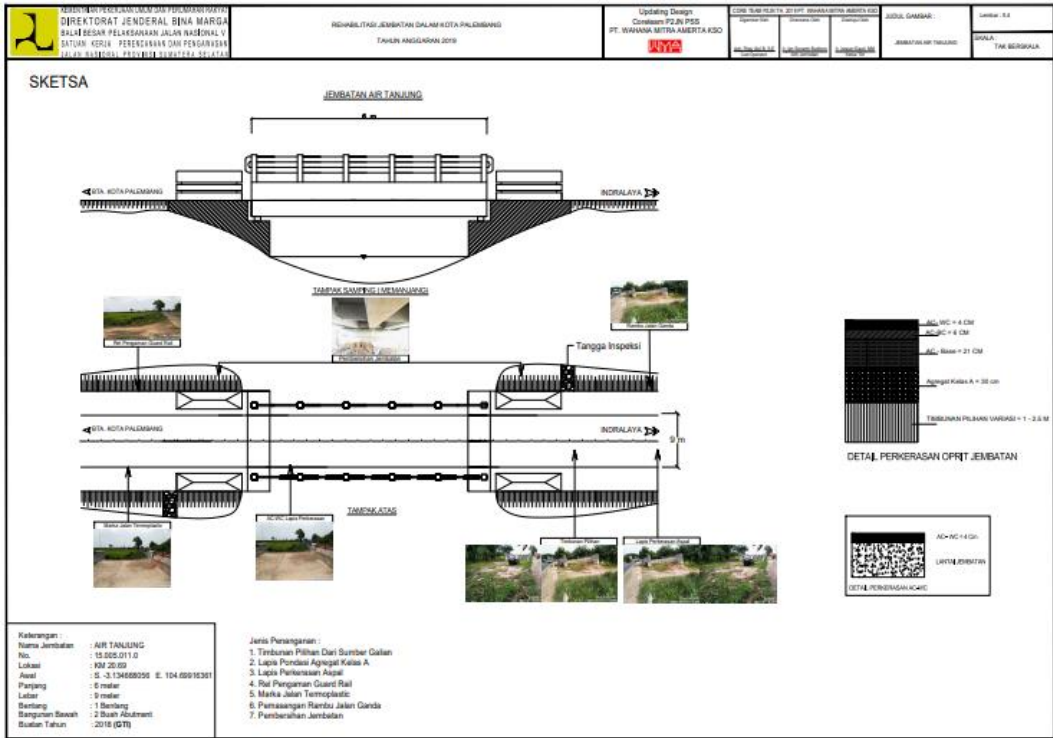 KEMENTRIAN PEKERJAAN UMUM DAN PERUMAHAN RAKYAT
DIREKTORAT JENDERAL BINA MARGA
BALAI BESAR PELAKSANAAN JALAN NASIONAL V
SATUAN KERJA PERENCANAAN DAN PENGAWASAN
JALAN NASIONAL PROVINSI SUMATERA SELATAN
REHABILITASI JEMBATAN DALAM KOTA PALEMBANG
TAHUN ANGGARAN 2019
Updating Design
Coreteam P2JN PSS
PT. WAHANA MITRA AMERTA KSO
JUDUL GAMBAR :
JEMBATAN AIR TANJUNG
SKALA :
TAK BERSKALA
SKETSA
JEMBATAN AIR TANJUNG
6 m
BTA. KOTA PALEMBANG
INDRALAYA
TAMPAK SAMPING ( MEMANJANG)
Rel Pengaman Guard Rail
Pembersihan Jembatan
Rambu Jalan Ganda
Tangga Inspeksi
BTA. KOTA PALEMBANG
INDRALAYA
9 m
TAMPAK ATAS
Marka Jalan Termoplastic
AC-WC Lapis Perkerasan
Timbunan Pilihan
Lapis Perkerasan Aspal
AC- WC = 4 CM
AC-BC = 6 CM
AC - Base = 21 CM
Agregat Kelas A = 30 cm
TIMBUNAN PILIHAN VARIASI = 1 - 2.5 M
DETAIL PERKERASAN OPRIT JEMBATAN
AC- WC = 4 Cm
LANTAI JEMBATAN
DETAIL PERKERASAN AC-WC
Keterangan :
Nama Jembatan : AIR TANJUNG
No. : 15.005.011.0
Lokasi : KM 20.69
Awal : S. -3.134668056 E. 104.69916361
Panjang : 6 meter
Lebar : 9 meter
Bentang : 1 Bentang
Bangunan Bawah : 2 Buah Abutment
Buatan Tahun : 2016 (GTI)
Jenis Penanganan :
1. Timbunan Pilihan Dari Sumber Galian
2. Lapis Pondasi Agregat Kelas A
3. Lapis Perkerasan Aspal
4. Rel Pengaman Guard Rail
5. Marka Jalan Termoplastic
6. Pemasangan Rambu Jalan Ganda
7. Pembersihan Jembatan